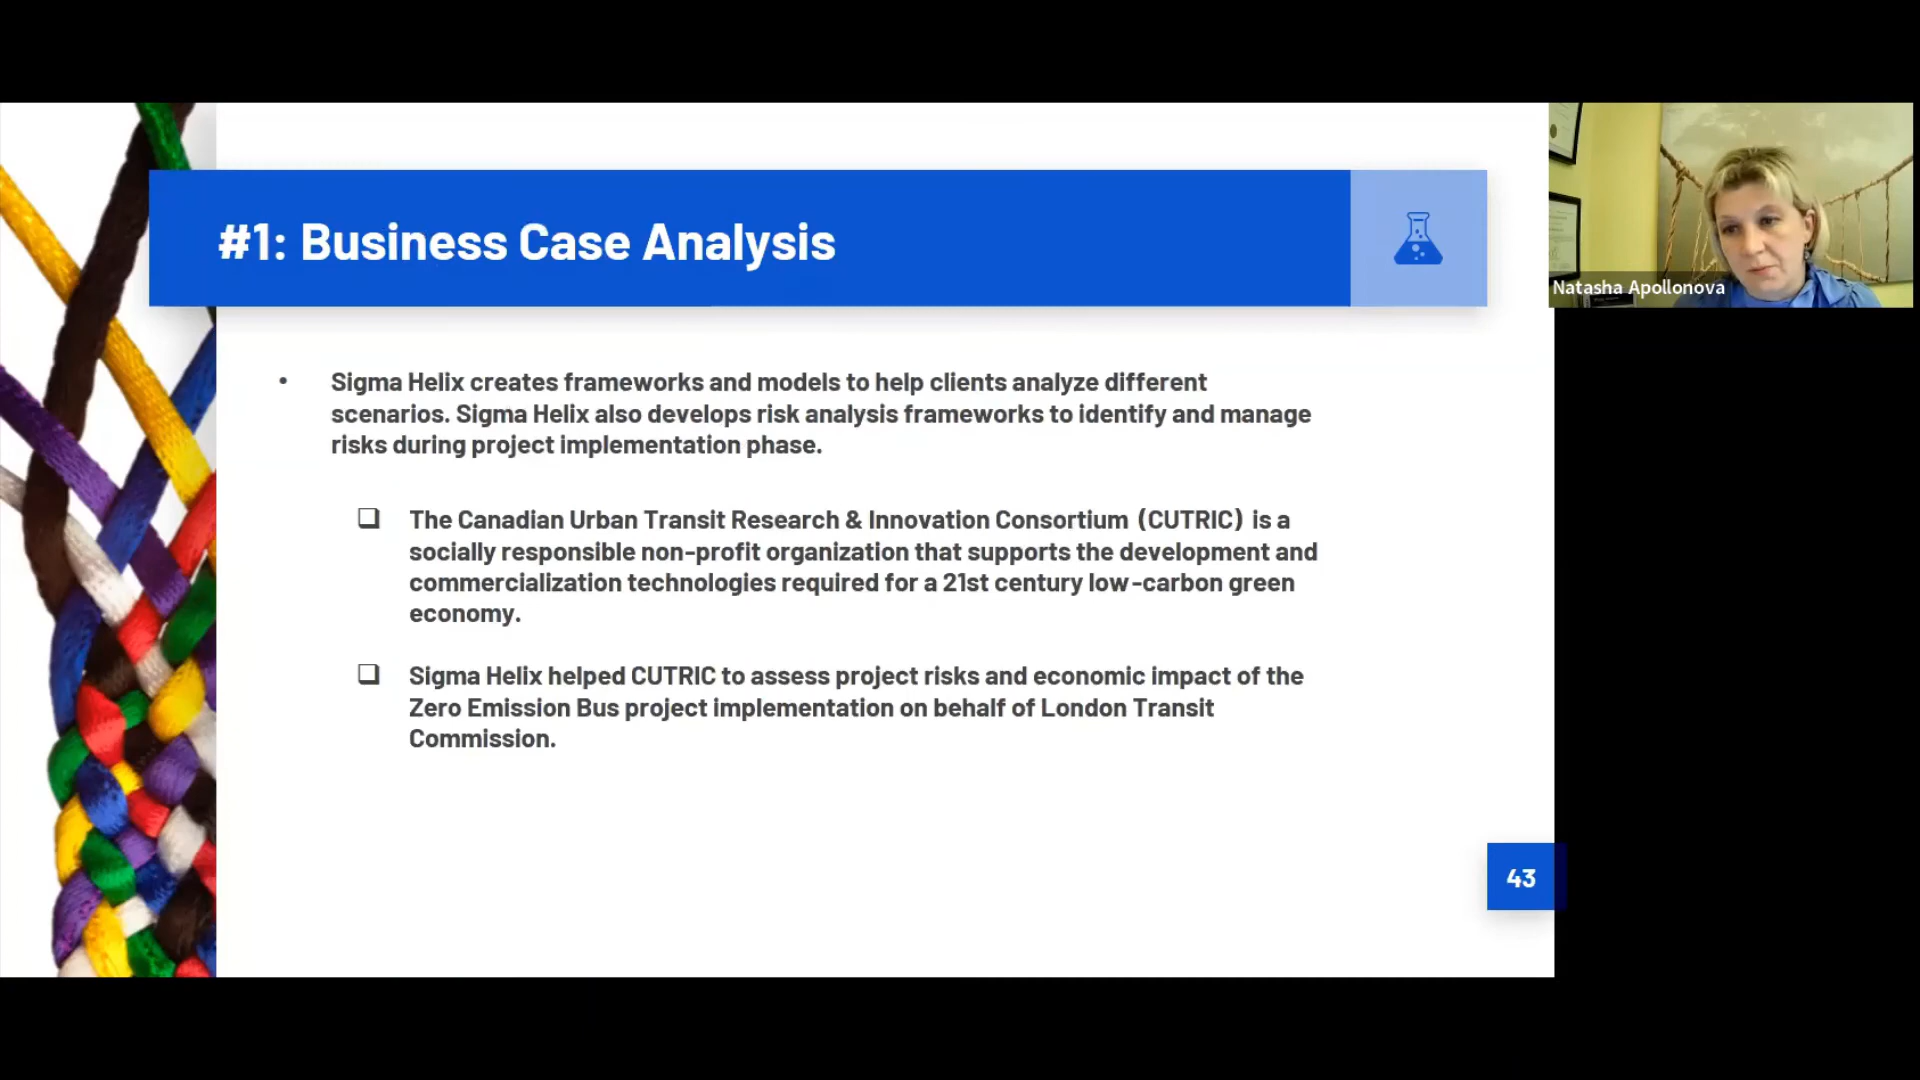 #1: Business Case Analysis
Natasha Apollonova
• Sigma Helix creates frameworks and models to help clients analyze different
scenarios. Sigma Helix also develops risk analysis frameworks to identify and manage
risks during project implementation phase.
❑ The Canadian Urban Transit Research & Innovation Consortium (CUTRIC) is a
socially responsible non-profit organization that supports the development and
commercialization technologies required for a 21st century low-carbon green
economy.
❑ Sigma Helix helped CUTRIC to assess project risks and economic impact of the
Zero Emission Bus project implementation on behalf of London Transit
Commission.
43